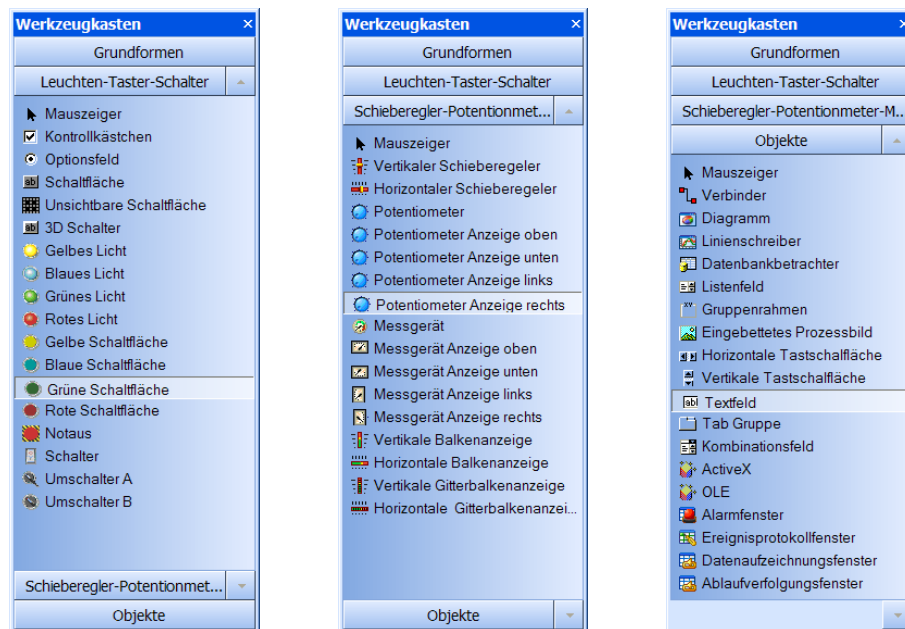 Werkzeugkasten
Grundformen
Leuchten-Taster-Schalter
Mauszeiger
Kontrollkästchen
Optionsfeld
Schaltfläche
Unsichtbare Schaltfläche
3D Schalter
Gelbes Licht
Blaues Licht
Grünes Licht
Rotes Licht
Gelbe Schaltfläche
Blaue Schaltfläche
Grüne Schaltfläche
Rote Schaltfläche
Notaus
Schalter
Umschalter A
Umschalter B
Schieberegler-Potentionmet...
Objekte
Werkzeugkasten
Grundformen
Leuchten-Taster-Schalter
Schieberegler-Potentionmet...
Mauszeiger
Vertikaler Schieberegeler
Horizontaler Schieberegeler
Potentiometer
Potentiometer Anzeige oben
Potentiometer Anzeige unten
Potentiometer Anzeige links
Potentiometer Anzeige rechts
Messgerät
Messgerät Anzeige oben
Messgerät Anzeige unten
Messgerät Anzeige links
Messgerät Anzeige rechts
Vertikale Balkenanzeige
Horizontale Balkenanzeige
Vertikale Gitterbalkenanzeige
Horizontale Gitterbalkenanzei...
Objekte
Werkzeugkasten
Grundformen
Leuchten-Taster-Schalter
Schieberegler-Potentionmeter-M...
Objekte
Mauszeiger
Verbinder
Diagramm
Linienschreiber
Datenbankbetrachter
Listenfeld
Gruppenrahmen
Eingebettetes Prozessbild
Horizontale Tastschalfläche
Vertikale Tastschalfläche
Textfeld
Tab Gruppe
Kombinationsfeld
ActiveX
OLE
Alarmfenster
Ereignisprotokollfenster
Datenaufzeichnungsfenster
Ablaufverfolgungsfenster